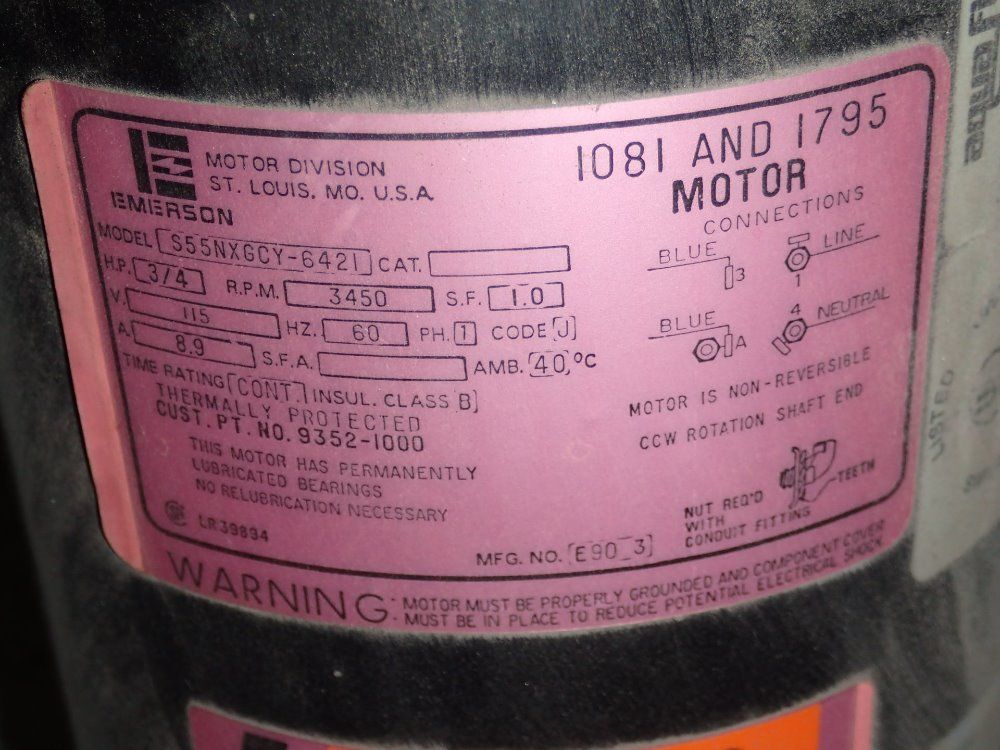 EMERSON
MOTOR DIVISION
ST. LOUIS, MO. U.S.A.
1081 AND 1795
MOTOR
CONNECTIONS
MODEL S55NXGCY-6421 CAT.
H.P. 3/4 R.P.M. 3450 S.F. 1.0
V. 115 HZ. 60 PH. 1 CODE J
A. 8.9 S.F.A. AMB. 40 °C
TIME RATING CONT. INSUL. CLASS B
THERMALLY PROTECTED
CUST. PT. NO. 9352-1000
THIS MOTOR HAS PERMANENTLY
LUBRICATED BEARINGS
NO RELUBRICATION NECESSARY
LR39894
BLUE 3
LINE 1
BLUE A
4 NEUTRAL
MOTOR IS NON-REVERSIBLE
CCW ROTATION SHAFT END
NUT REQ'D
WITH
CONDUIT FITTING
TEETH
MFG. NO. E90 3
WARNING: MOTOR MUST BE PROPERLY GROUNDED AND COMPONENT COVER
MUST BE IN PLACE TO REDUCE POTENTIAL ELECTRICAL SHOCK
LISTED